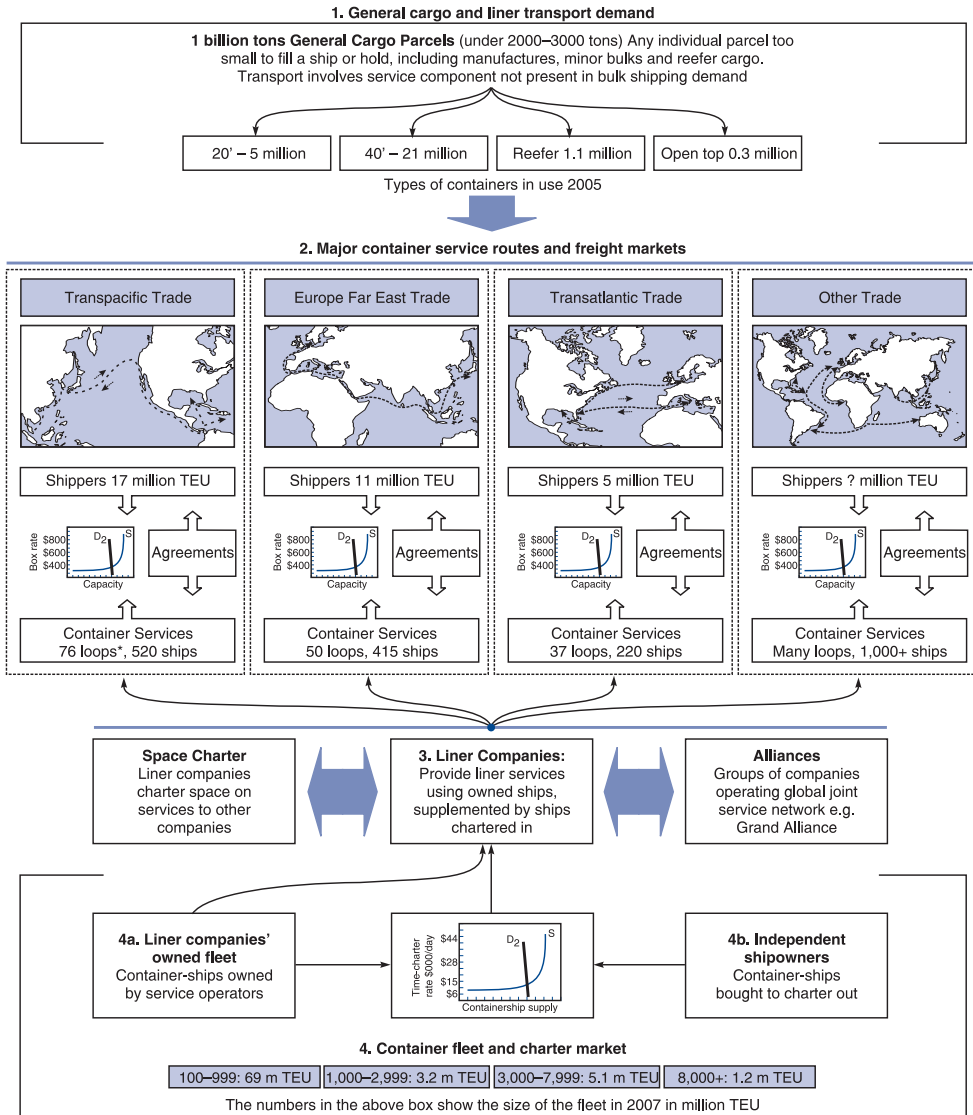 1. General cargo and liner transport demand
1 billion tons General Cargo Parcels (under 2000–3000 tons) Any individual parcel too
small to fill a ship or hold, including manufactures, minor bulks and reefer cargo.
Transport involves service component not present in bulk shipping demand
20' – 5 million
40' – 21 million
Reefer 1.1 million
Open top 0.3 million
Types of containers in use 2005
2. Major container service routes and freight markets
Transpacific Trade
Europe Far East Trade
Transatlantic Trade
Other Trade
Shippers 17 million TEU
Shippers 11 million TEU
Shippers 5 million TEU
Shippers ? million TEU
Box rate
$800
$600
$400
D2
S
Capacity
Agreements
Box rate
$800
$600
$400
D2
S
Capacity
Agreements
Box rate
$800
$600
$400
D2
S
Capacity
Agreements
Box rate
$800
$600
$400
D2
S
Capacity
Agreements
Container Services
76 loops*, 520 ships
Container Services
50 loops, 415 ships
Container Services
37 loops, 220 ships
Container Services
Many loops, 1,000+ ships
Space Charter
Liner companies
charter space on
services to other
companies
3. Liner Companies:
Provide liner services
using owned ships,
supplemented by ships
chartered in
Alliances
Groups of companies
operating global joint
service network e.g.
Grand Alliance
4a. Liner companies'
owned fleet
Container-ships owned
by service operators
Time-charter
rate $000/day
$44
$28
$15
$6
D2
S
Containership supply
4b. Independent
shipowners
Container-ships
bought to charter out
4. Container fleet and charter market
100–999: 69 m TEU
1,000–2,999: 3.2 m TEU
3,000–7,999: 5.1 m TEU
8,000+: 1.2 m TEU
The numbers in the above box show the size of the fleet in 2007 in million TEU